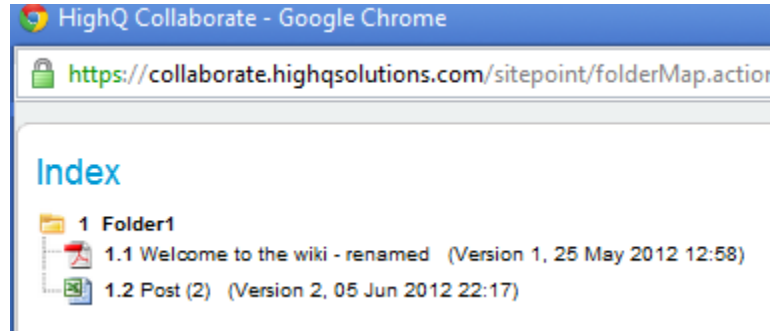 HighQ Collaborate - Google Chrome
https://collaborate.highqsolutions.com/sitepoint/folderMap.action
Index
1 Folder1
1.1 Welcome to the wiki - renamed (Version 1, 25 May 2012 12:58)
1.2 Post (2) (Version 2, 05 Jun 2012 22:17)